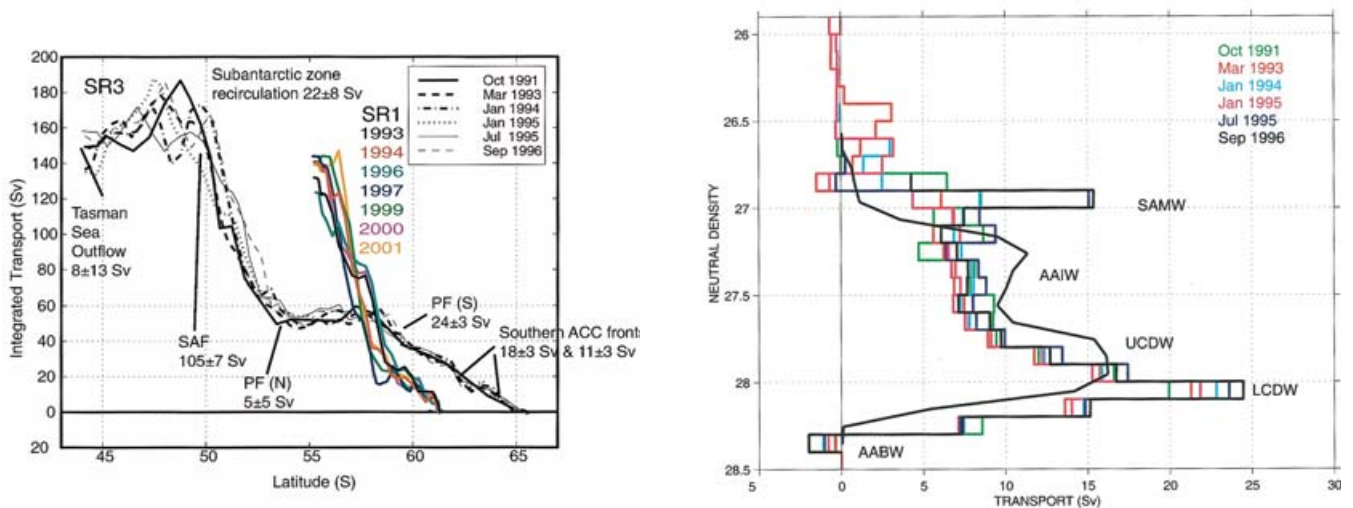 200
180
160
140
120
100
80
60
40
20
0
20
45
50
55
60
65
Integrated Transport (Sv)
Latitude (S)
SR3
Subantarctic zone
recirculation 22±8 Sv
Oct 1991
Mar 1993
Jan 1994
Jan 1995
Jul 1995
Sep 1996
SR1
1993
1994
1996
1997
1999
2000
2001
Tasman
Sea
Outflow
8±13 Sv
SAF
105±7 Sv
PF (N)
5±5 Sv
PF (S)
24±3 Sv
Southern ACC fronts
18±3 Sv & 11±3 Sv
26
26.5
27
27.5
28
28.5
5
0
5
10
15
20
25
30
NEUTRAL DENSITY
TRANSPORT (Sv)
Oct 1991
Mar 1993
Jan 1994
Jan 1995
Jul 1995
Sep 1996
SAMW
AAIW
UCDW
LCDW
AABW